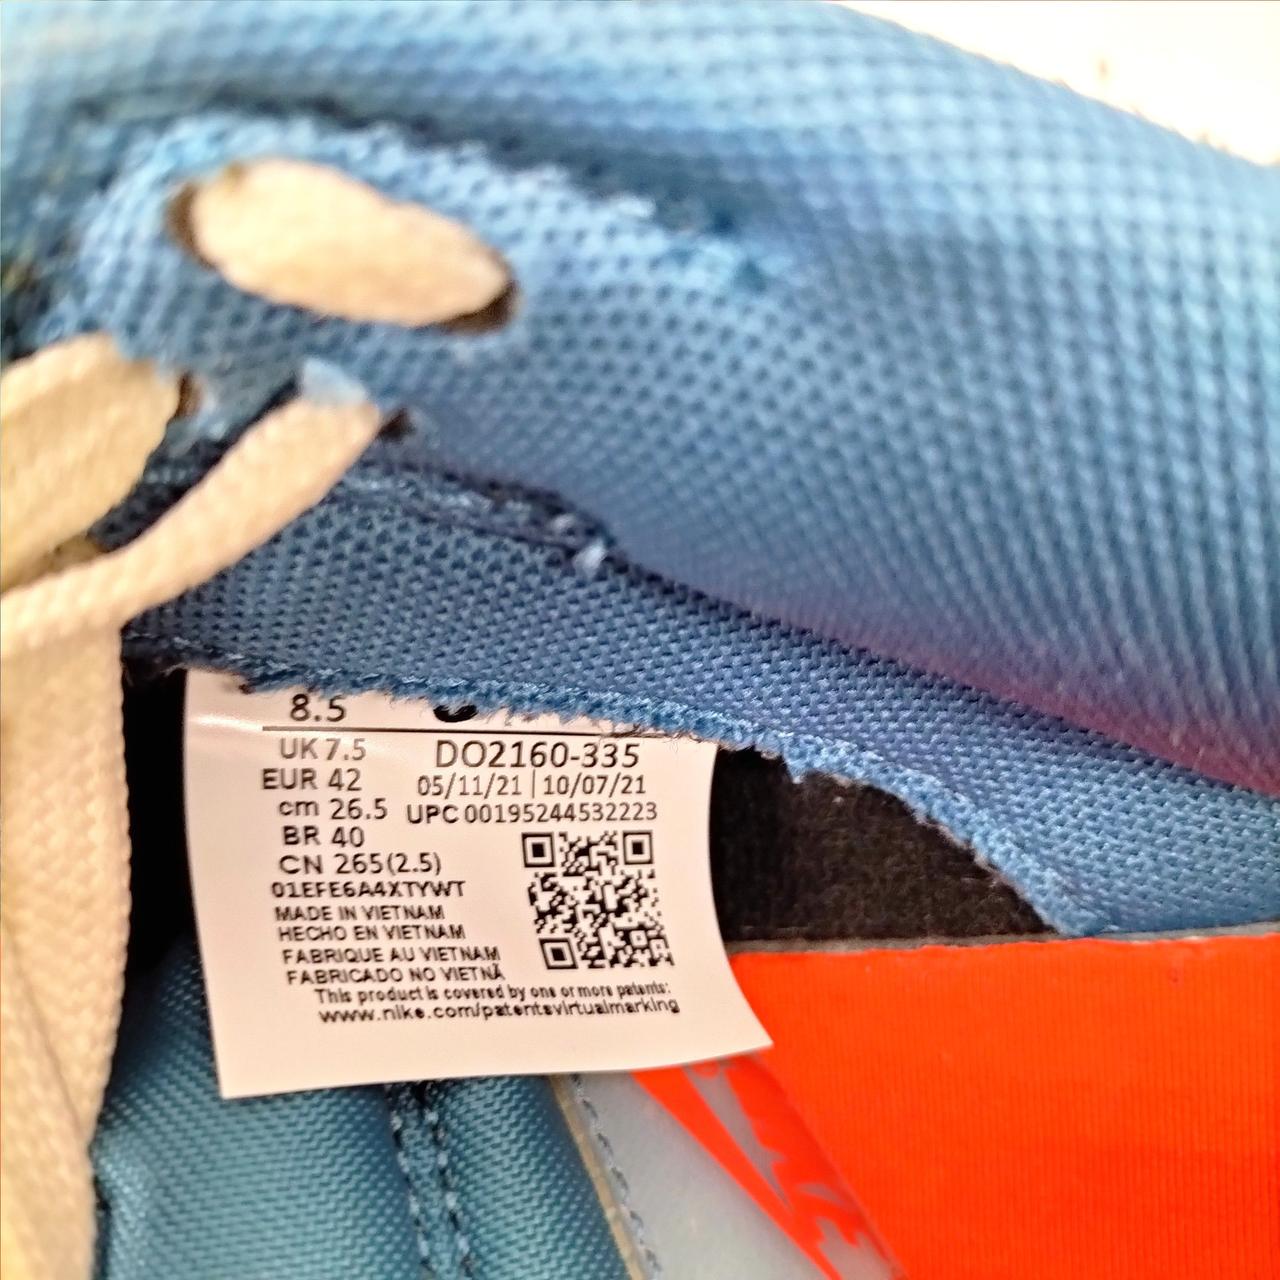 8.5
UK 7.5 DO2160-335
EUR 42 05/11/21 | 10/07/21
cm 26.5 UPC 00195244532223
BR 40
CN 265(2.5)
01EFE6A4XTYWT
MADE IN VIETNAM
HECHO EN VIETNAM
FABRIQUE AU VIETNAM
FABRICADO NO VIETNÃ
This product is covered by one or more patents:
www.nike.com/patentsvirtualmarking